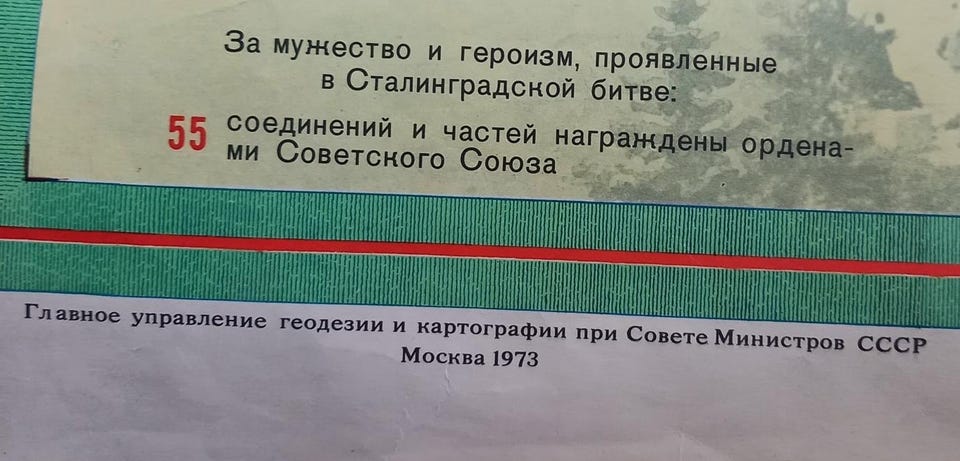 За мужество и героизм, проявленные
в Сталинградской битве:
55 соединений и частей награждены ордена-
ми Советского Союза
Главное управление геодезии и картографии при Совете Министров СССР
Москва 1973